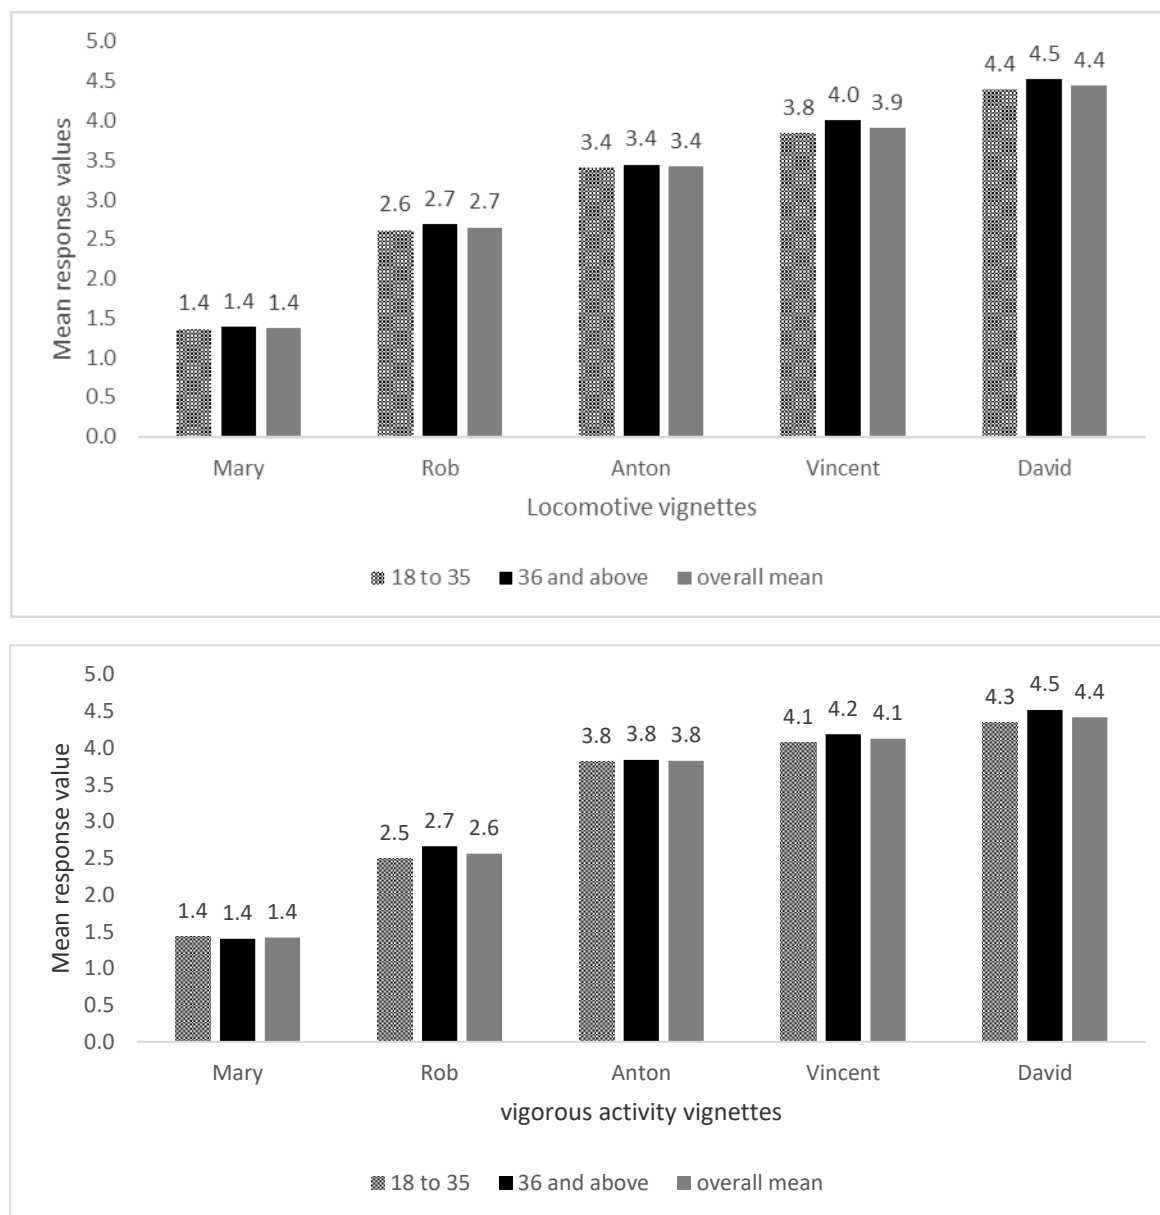 5.0
4.5
4.0
3.5
3.0
2.5
2.0
1.5
1.0
0.5
0.0
Mean response values
1.4 1.4 1.4
2.6 2.7 2.7
3.4 3.4 3.4
3.8 4.0 3.9
4.4 4.5 4.4
Mary Rob Anton Vincent David
Locomotive vignettes
18 to 35 36 and above overall mean
5.0
4.5
4.0
3.5
3.0
2.5
2.0
1.5
1.0
0.5
0.0
Mean response value
1.4 1.4 1.4
2.5 2.7 2.6
3.8 3.8 3.8
4.1 4.2 4.1
4.3 4.5 4.4
Mary Rob Anton Vincent David
vigorous activity vignettes
18 to 35 36 and above overall mean